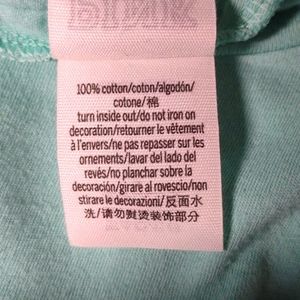 PINK
100% cotton/coton/algodón/
cotone/棉
turn inside out/do not iron on
decoration/retourner le vêtement
à l'envers/ne pas repasser sur les
ornements/lavar del lado del
revés/no planchar sobre la
decoración/girare al rovescio/non
stirare le decorazioni/反面水
洗/请勿熨烫装饰部分